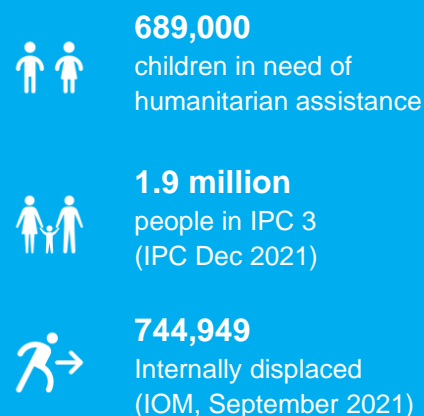 689,000
children in need of
humanitarian assistance
1.9 million
people in IPC 3
(IPC Dec 2021)
744,949
Internally displaced
(IOM, September 2021)